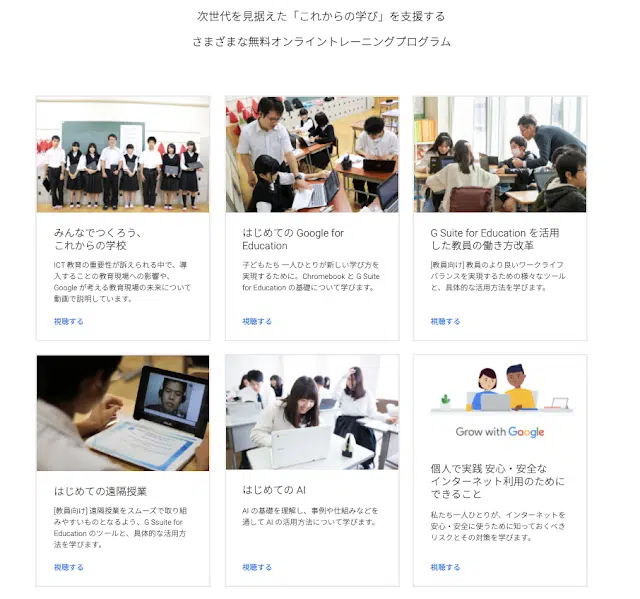 次世代を見据えた「これからの学び」を支援する
さまざまな無料オンライントレーニングプログラム
みんなでつくろう、
これからの学校
ICT 教育の重要性が訴えられる中で、導
入することの教育現場への影響や、
Google が考える教育現場の未来について
動画で説明しています。
視聴する
はじめての Google for
Education
子どもたち 一人ひとりが新しい学び方を
実現するために。Chromebook と G Suite
for Education の基礎について学びます。
視聴する
G Suite for Education を活用
した教員の働き方改革
[教員向け] 教員のより良いワークライフ
バランスを実現するための様々なツール
と、具体的な活用方法を学びます。
視聴する
はじめての遠隔授業
[教員向け] 遠隔授業をスムーズで取り組
みやすいものとなるよう、G Ssuite for
Education のツールと、具体的な活用方
法を学びます。
視聴する
はじめての AI
AI の基礎を理解し、事例や仕組みなどを
通して AI の活用方法について学びます。
視聴する
Grow with Google
個人で実践 安心・安全な
インターネット利用のために
できること
私たち一人ひとりが、インターネットを
安心・安全に使うために知っておくべき
リスクとその対策を学びます。
視聴する